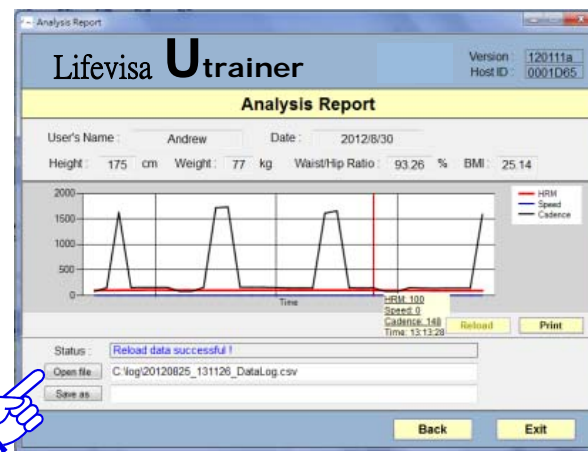 Analysis Report
Lifevisa Utrainer
Version : 120111a
Host ID : 0001D65
Analysis Report
User's Name : Andrew Date : 2012/8/30
Height : 175 cm Weight : 77 kg Waist/Hip Ratio : 93.26 % BMI : 25.14
2000
1500
1000
500
0
Time
HRM
Speed
Cadence
HRM: 100
Speed: 0
Cadence: 148
Time: 13:13:28
Reload Print
Status : Reload data successful !
Open file C:\log\20120825_131126_DataLog.csv
Save as
Back Exit